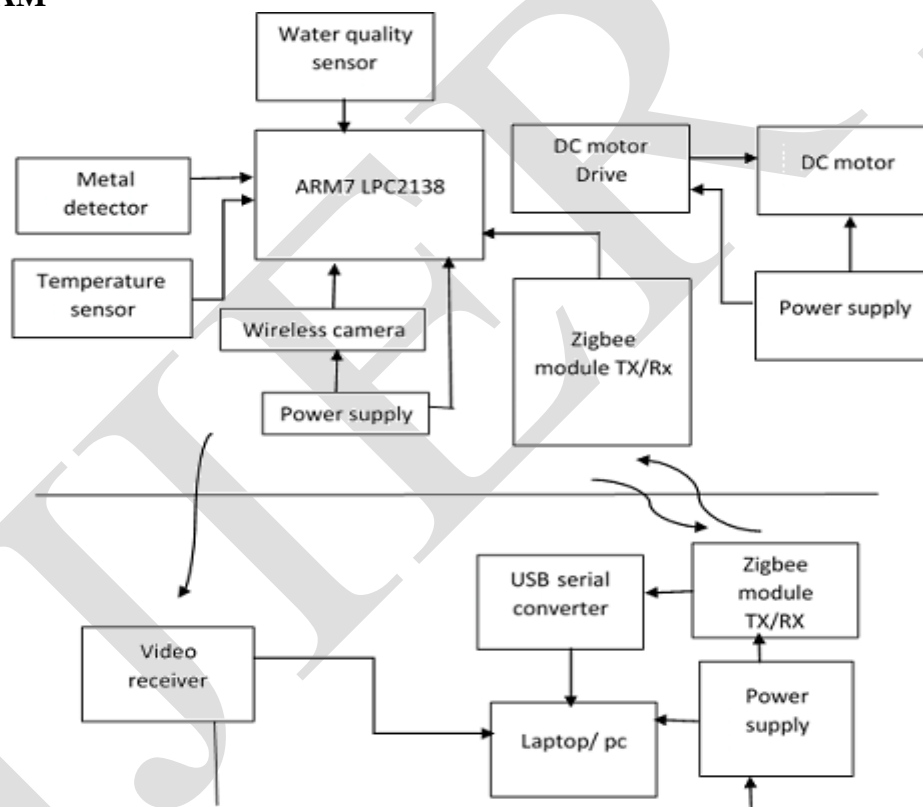 AM
Water quality
sensor
Metal
detector
ARM7 LPC2138
DC motor
Drive
DC motor
Temperature
sensor
Wireless camera
Power supply
Zigbee
module TX/Rx
Power supply
USB serial
converter
Zigbee
module
TX/RX
Video
receiver
Laptop/ pc
Power
supply
IJIER